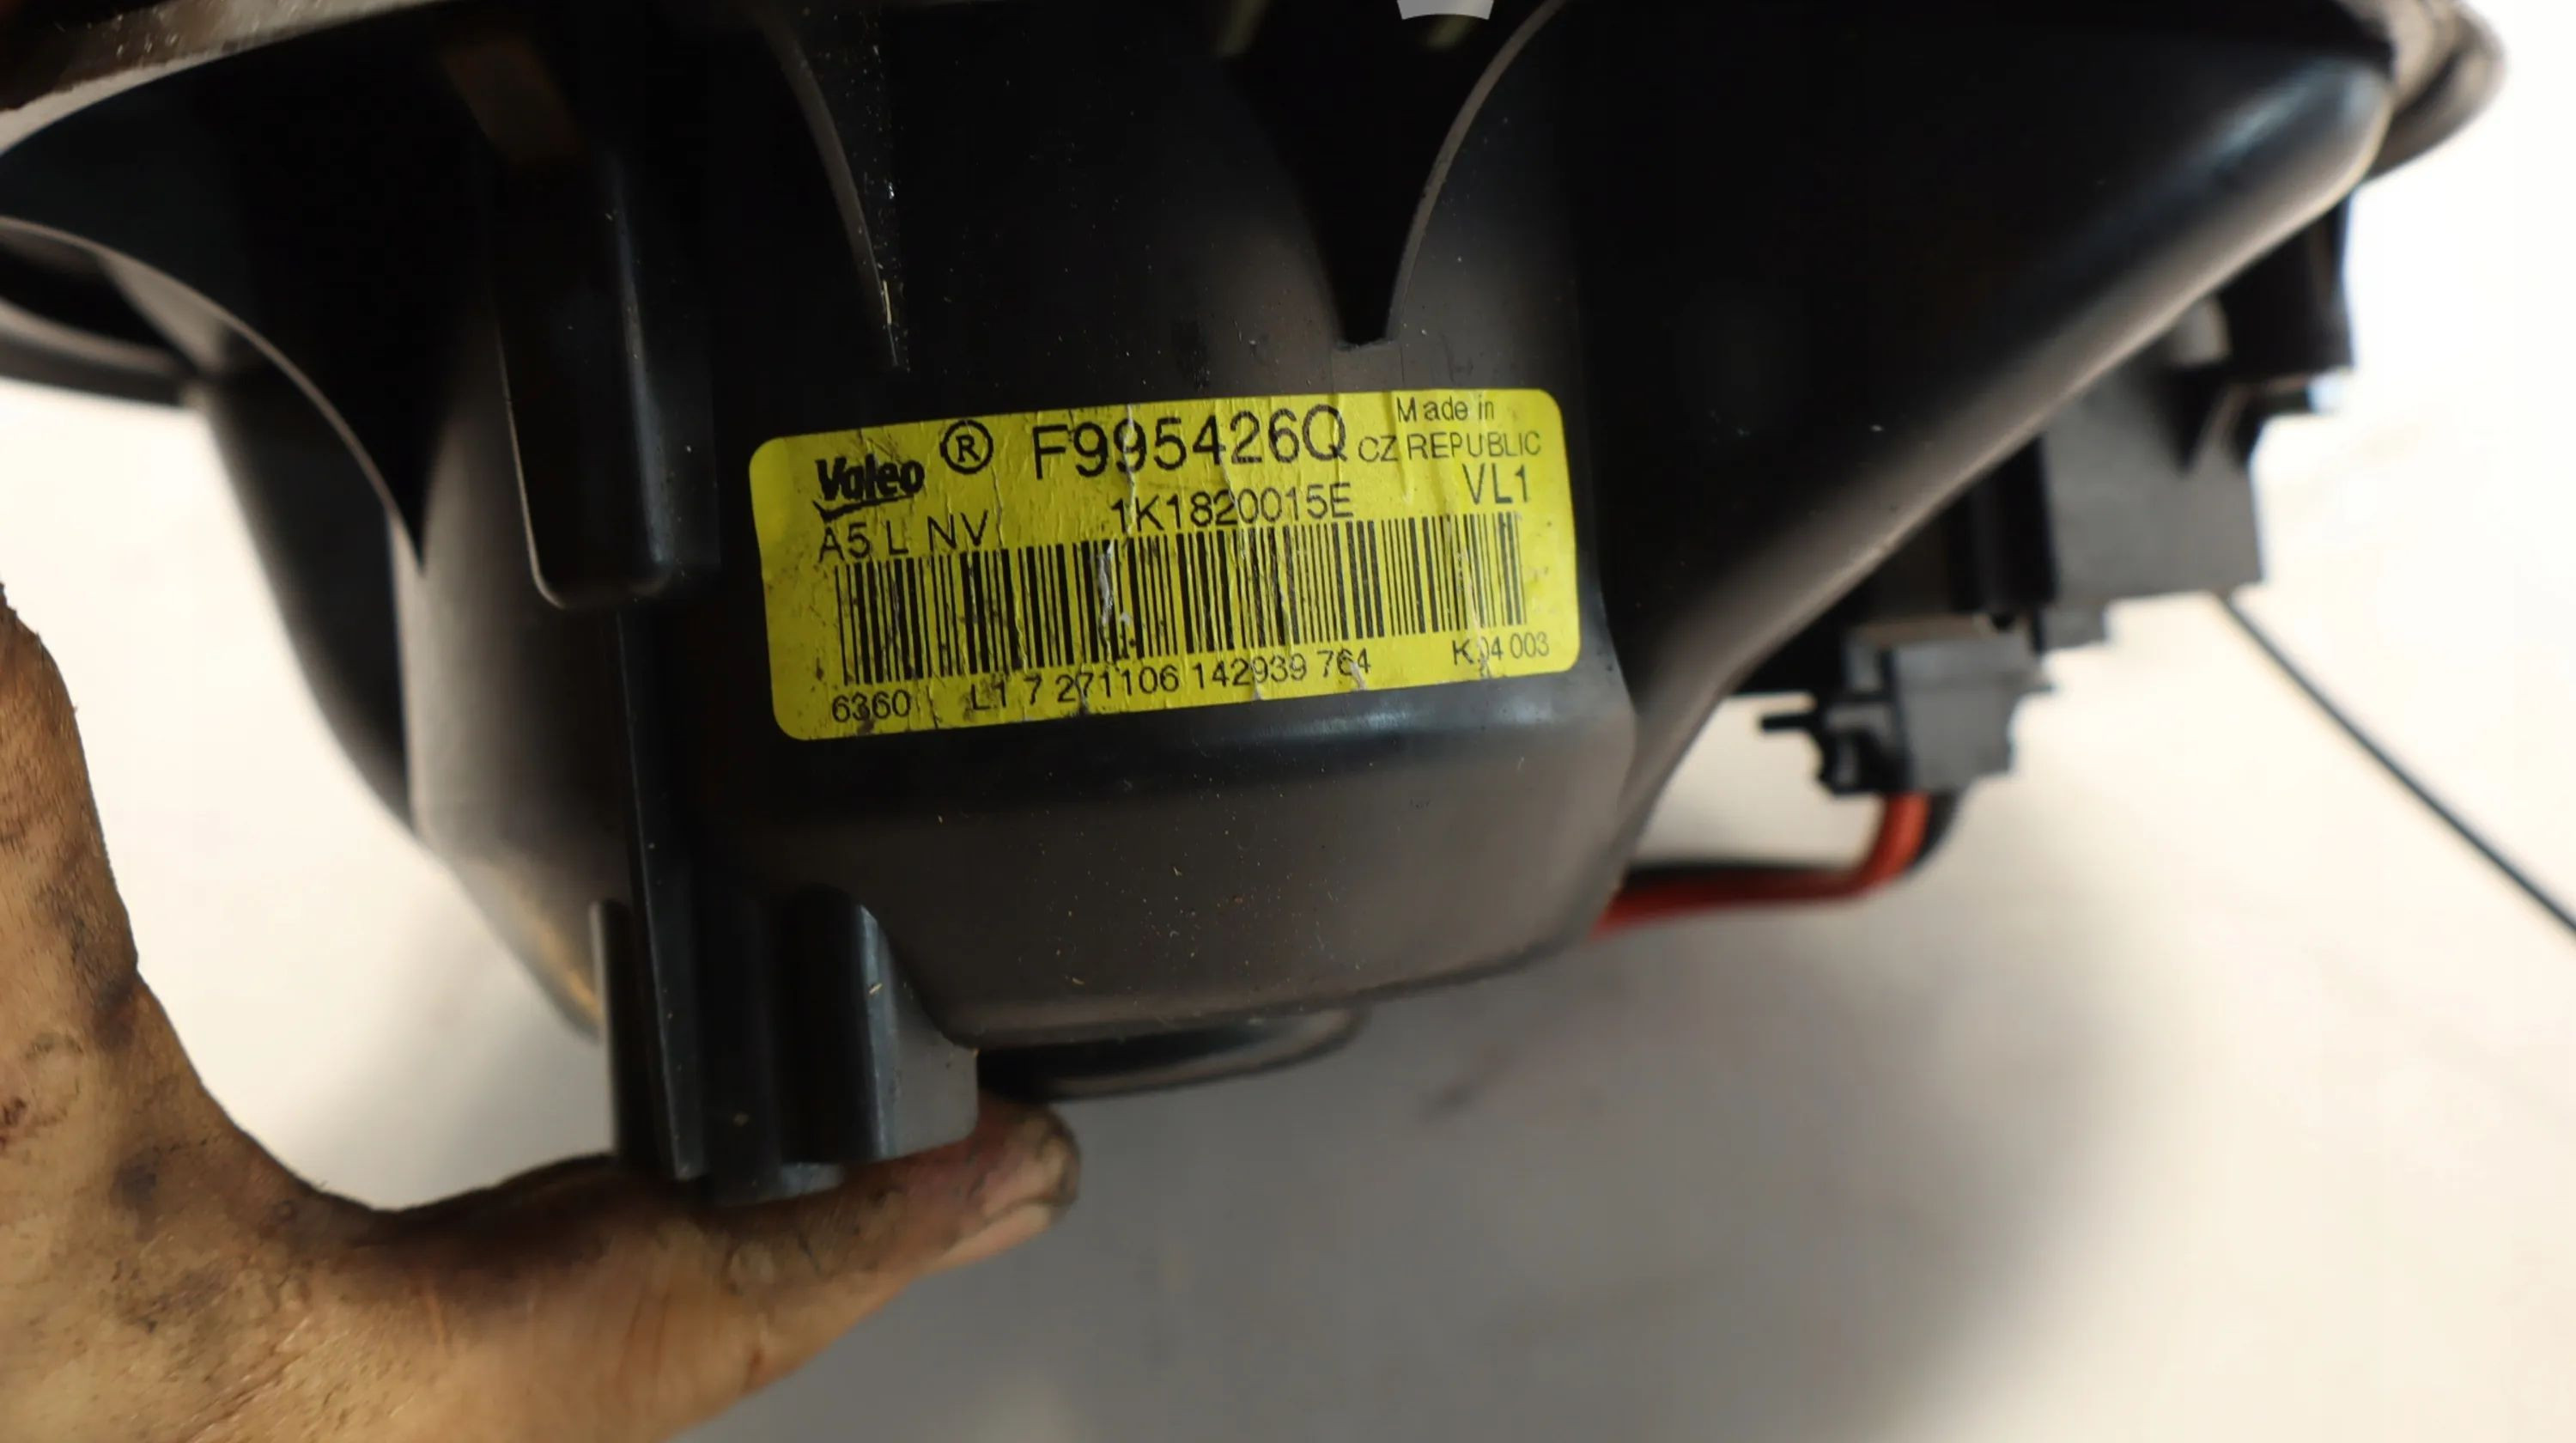 Valeo ® F995426Q Made in
CZ REPUBLIC
A5 L NV 1K1820015E VL1
6360 L1 7 271106 142939 764 K04 003